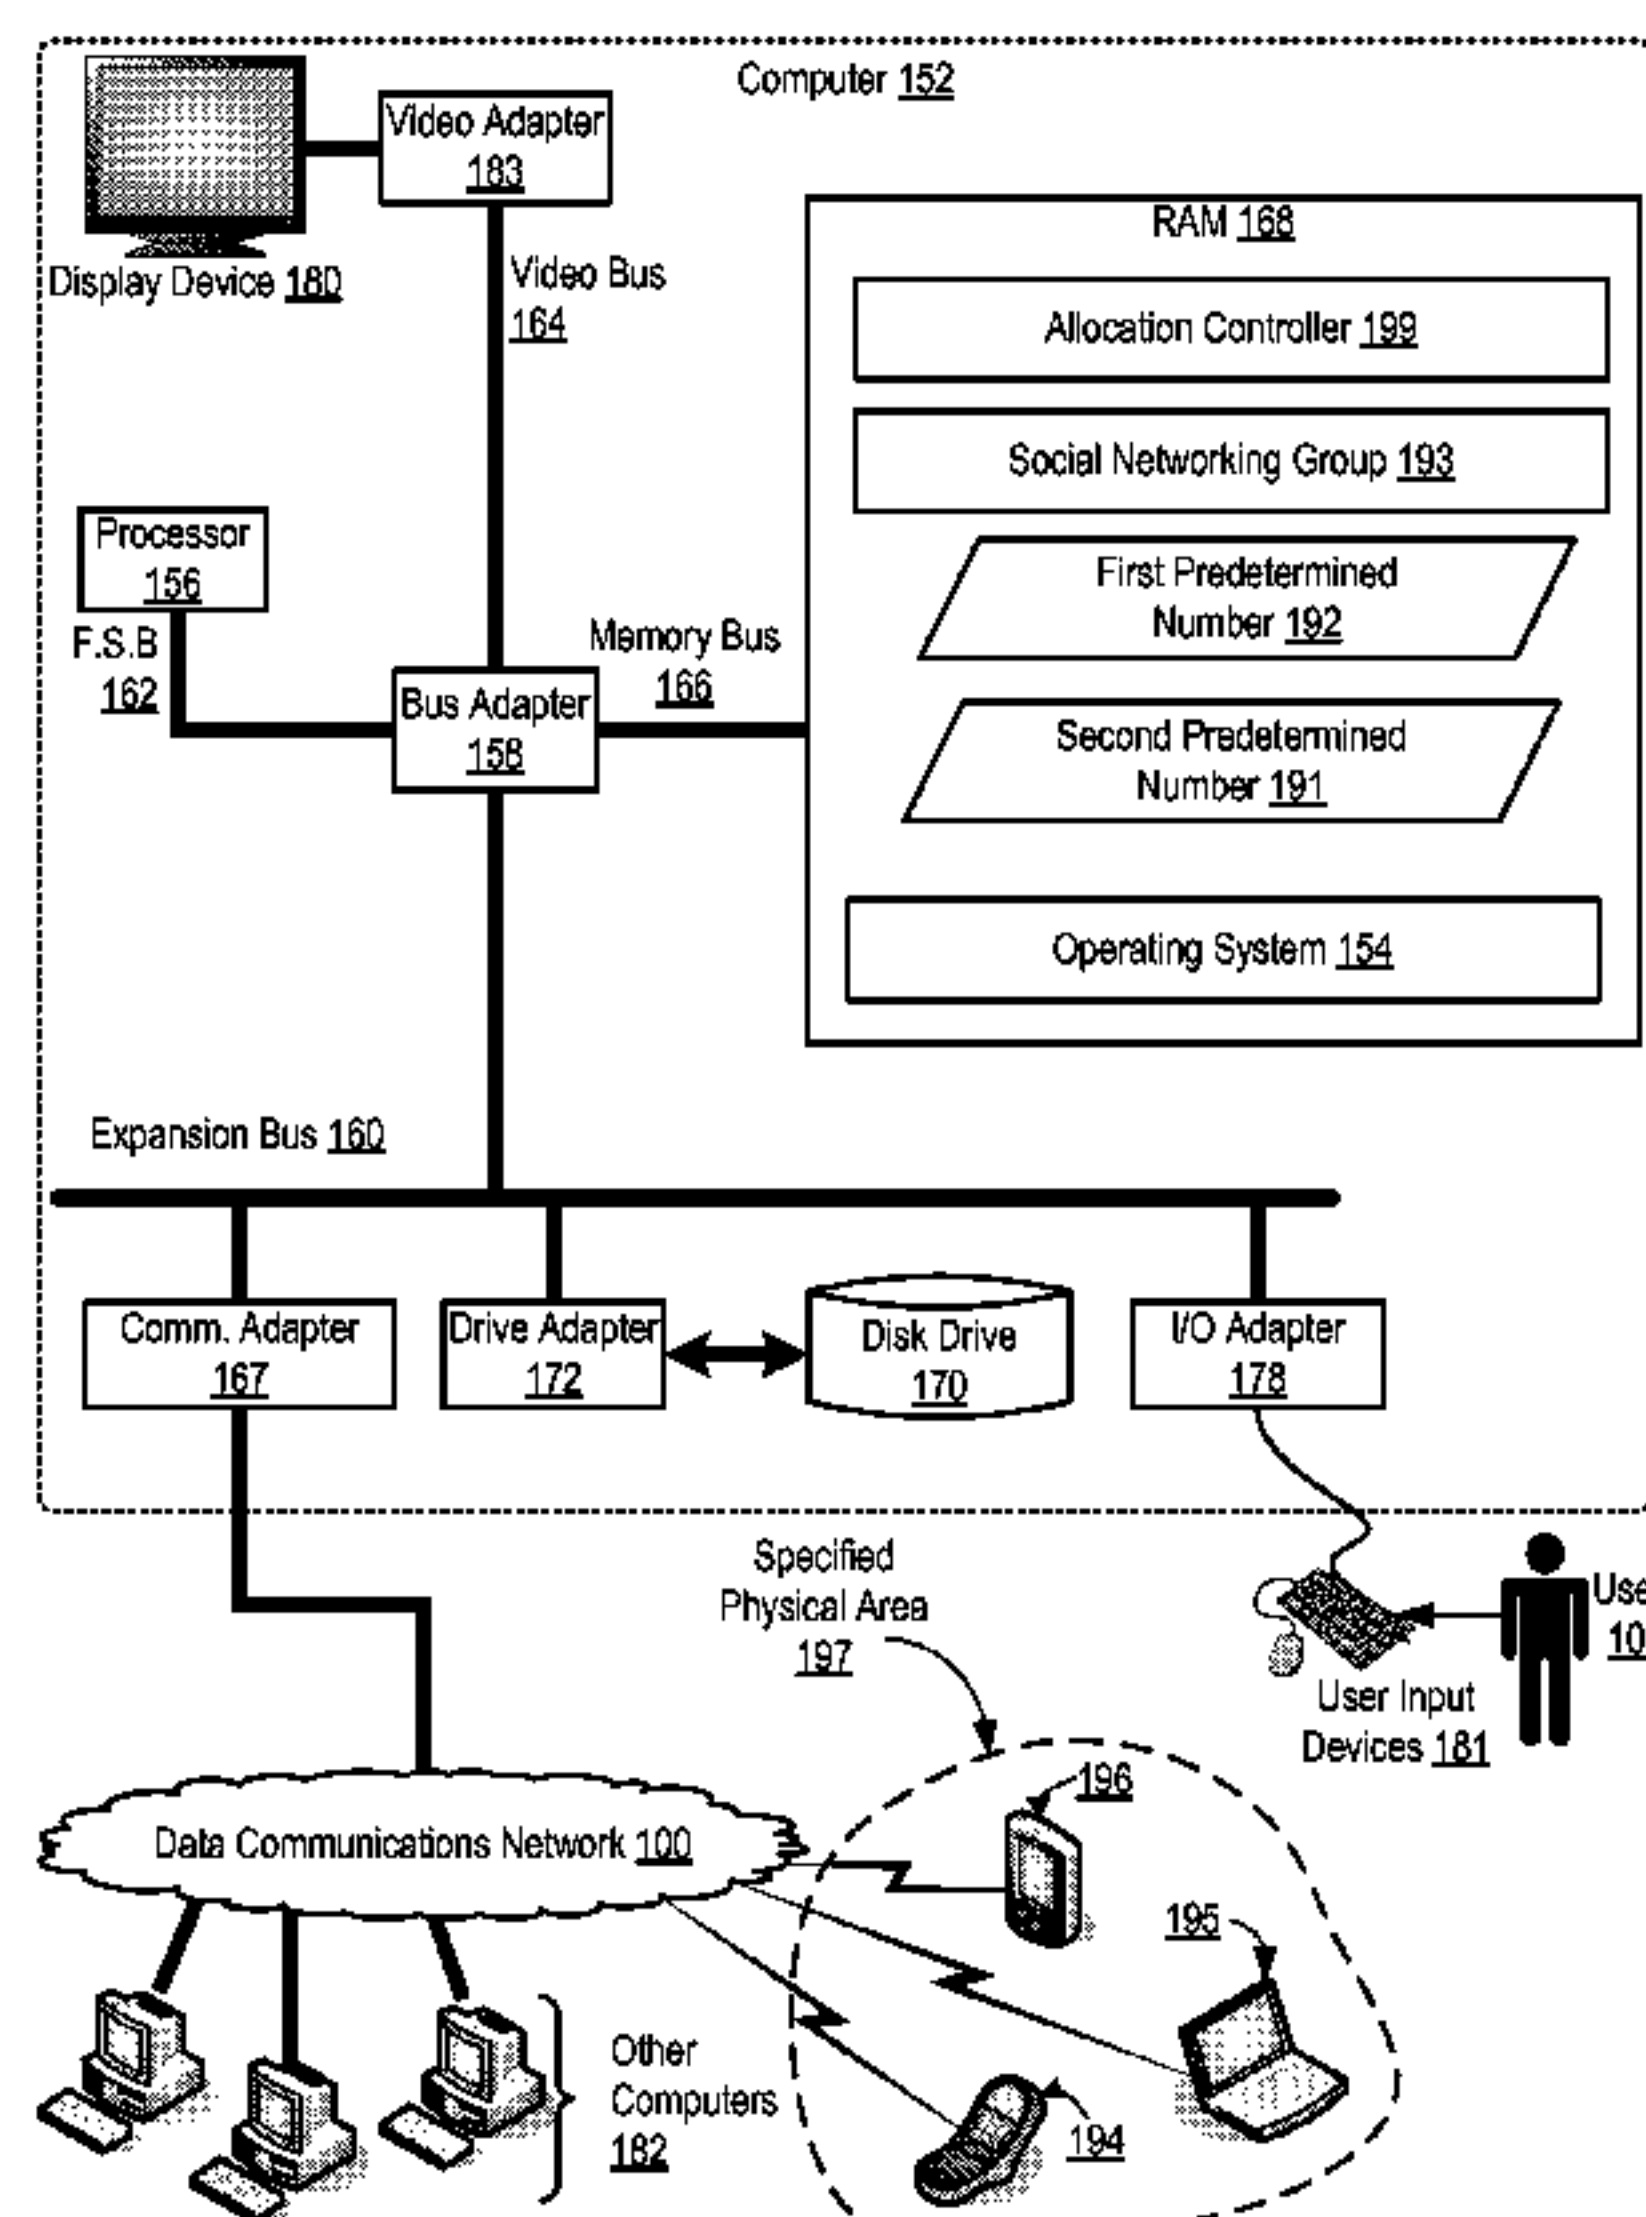 Computer 152
Video Adapter
183
Display Device 180
Video Bus
164
RAM 168
Allocation Controller 199
Social Networking Group 193
First Predetermined
Number 192
Second Predetermined
Number 191
Operating System 154
Processor
156
F.S.B
162
Bus Adapter
158
Memory Bus
166
Expansion Bus 160
Comm. Adapter
167
Drive Adapter
172
Disk Drive
170
I/O Adapter
178
Specified
Physical Area
197
User Input
Devices 181
196
Data Communications Network 100
195
Other
Computers
182
194